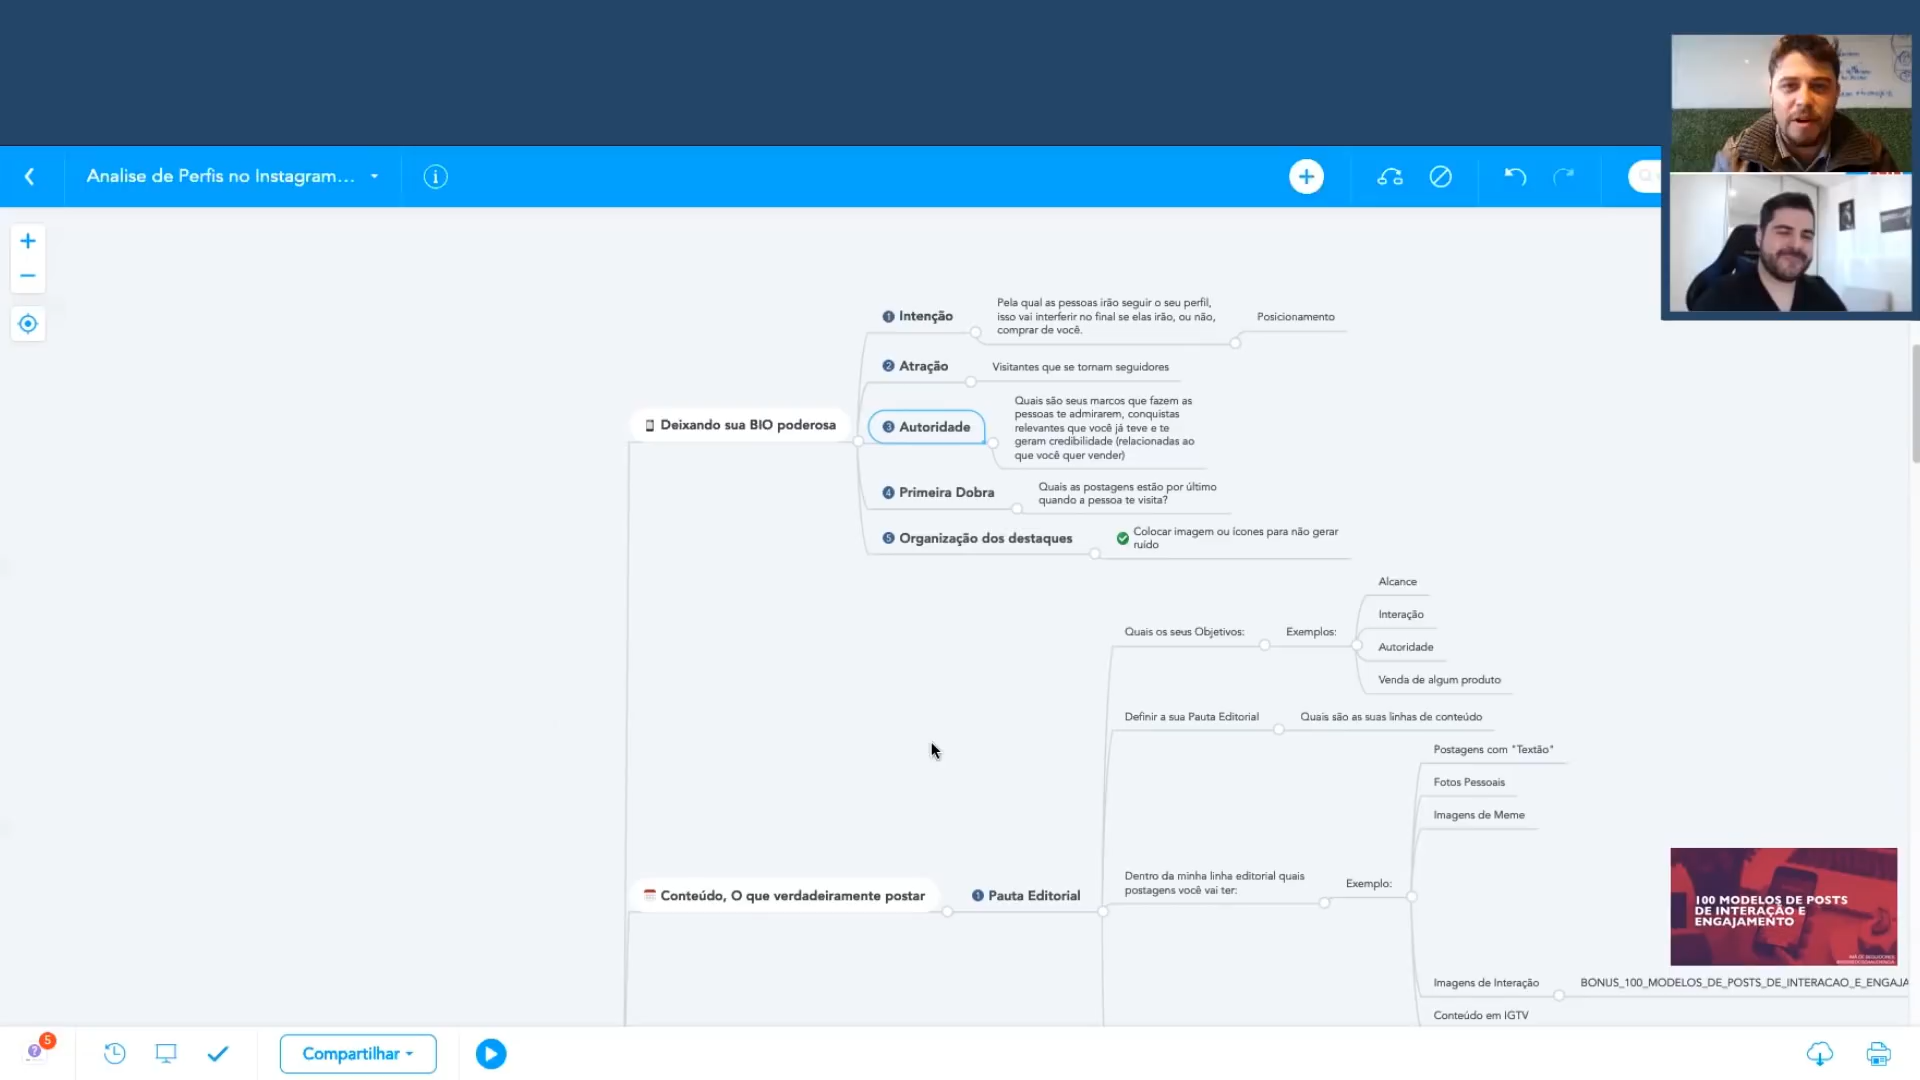 Analise de Perfis no Instagram...
Deixando sua BIO poderosa
1 Intenção
Pela qual as pessoas irão seguir o seu perfil,
isso vai interferir no final se elas irão, ou não,
comprar de você.
Posicionamento
2 Atração
Visitantes que se tornam seguidores
3 Autoridade
Quais são seus marcos que fazem as
pessoas te admirarem, conquistas
relevantes que você já teve e te
geram credibilidade (relacionadas ao
que você quer vender)
4 Primeira Dobra
Quais as postagens estão por último
quando a pessoa te visita?
5 Organização dos destaques
Colocar imagem ou ícones para não gerar
ruído
Conteúdo, O que verdadeiramente postar
1 Pauta Editorial
Quais os seus Objetivos:
Exemplos:
Alcance
Interação
Autoridade
Venda de algum produto
Definir a sua Pauta Editorial
Quais são as suas linhas de conteúdo
Dentro da minha linha editorial quais
postagens você vai ter:
Exemplo:
Postagens com "Textão"
Fotos Pessoais
Imagens de Meme
100 MODELOS DE POSTS
DE INTERAÇÃO E
ENGAJAMENTO
Imagens de Interação
BONUS_100_MODELOS_DE_POSTS_DE_INTERACAO_E_ENGAJA
Conteúdo em IGTV
5
Compartilhar